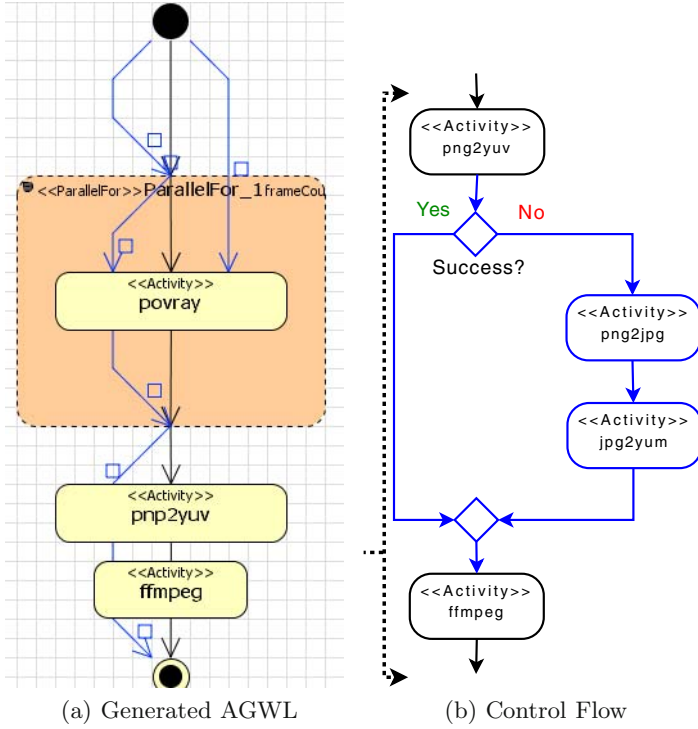 <<ParallelFor>> ParallelFor_1 frameCou
<<Activity>>
povray
<<Activity>>
pnp2yuv
<<Activity>>
ffmpeg
(a) Generated AGWL
<<Activity>>
png2yuv
Yes
No
Success?
<<Activity>>
png2jpg
<<Activity>>
jpg2yum
<<Activity>>
ffmpeg
(b) Control Flow